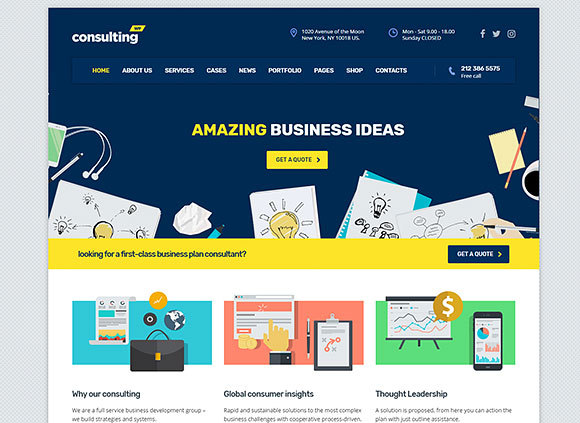 WP
consulting
1020 Avenue of the Moon
New York, NY 10018 US.
Mon - Sat 9.00 - 18.00
Sunday CLOSED
HOME ABOUT US SERVICES CASES NEWS PORTFOLIO PAGES SHOP CONTACTS
212 386 5575
Free call
AMAZING BUSINESS IDEAS
GET A QUOTE
looking for a first-class business plan consultant?
GET A QUOTE
Why our consulting
We are a full service business development group –
we build strategies and systems.
Global consumer insights
Rapid and sustainable solutions to the most complex
business challenges with cooperative process-driven.
Thought Leadership
A solution is proposed, from here you can action the
plan with just outline assistance.